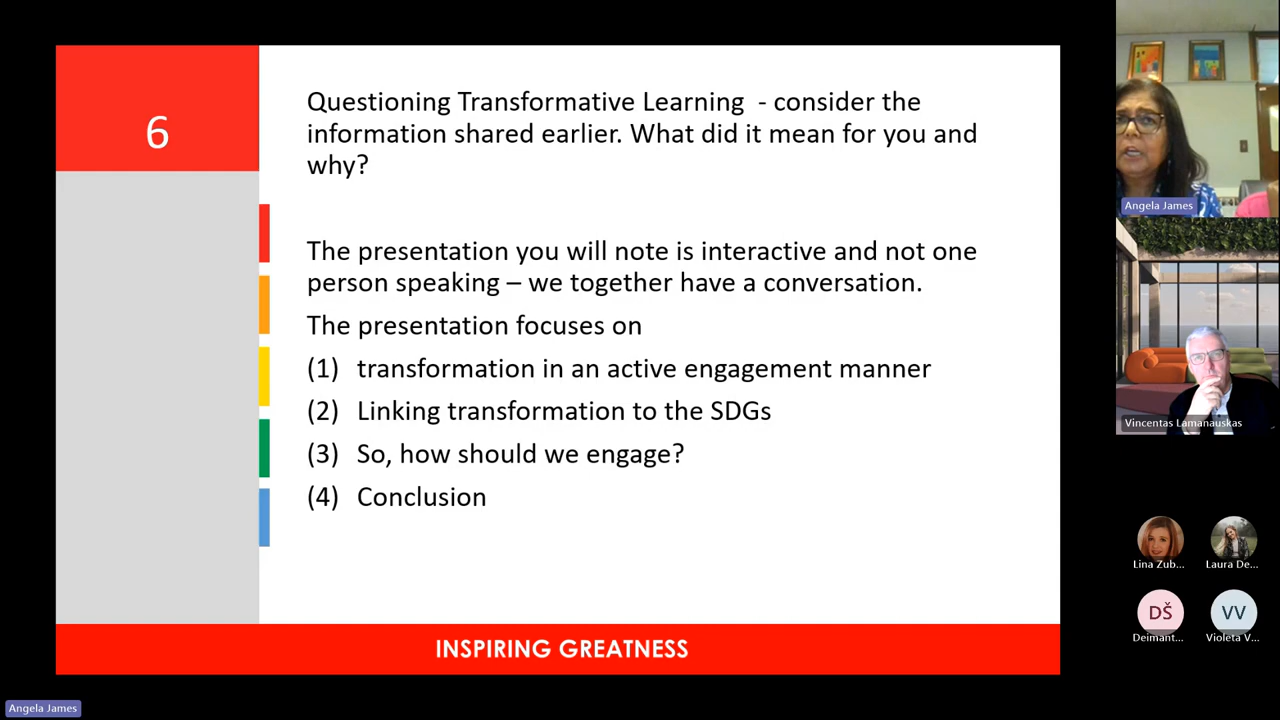 6
Questioning Transformative Learning - consider the
information shared earlier. What did it mean for you and
why?
The presentation you will note is interactive and not one
person speaking – we together have a conversation.
The presentation focuses on
(1) transformation in an active engagement manner
(2) Linking transformation to the SDGs
(3) So, how should we engage?
(4) Conclusion
INSPIRING GREATNESS
Angela James
Vincentas Lamanauskas
Lina Zub...
Laura De...
DŠ
VV
Deimant...
Violeta V...
Angela James